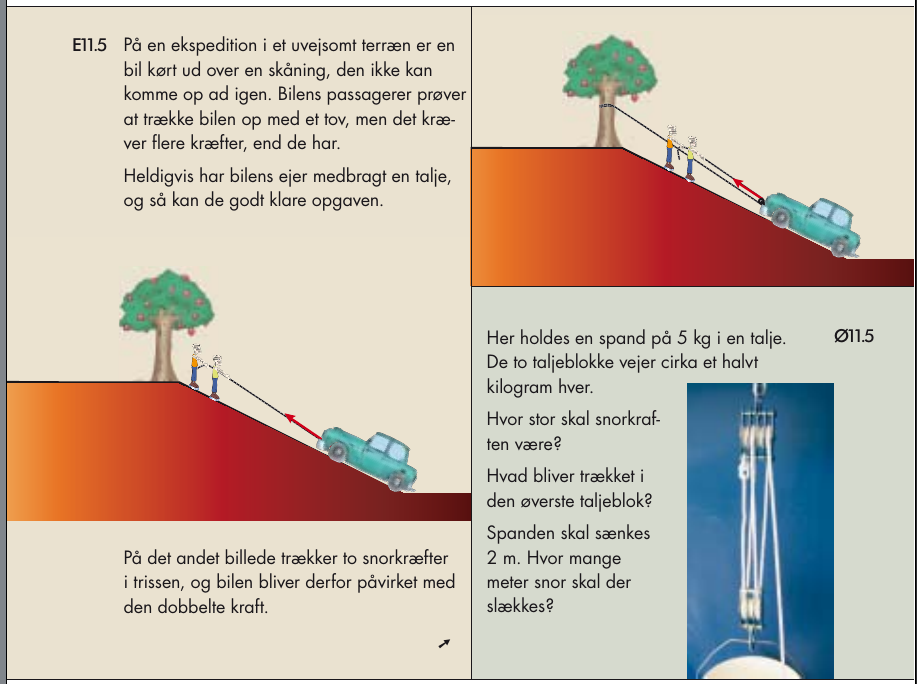 E11.5 På en ekspedition i et uvejsomt terræn er en
bil kørt ud over en skåning, den ikke kan
komme op ad igen. Bilens passagerer prøver
at trække bilen op med et tov, men det kræ-
ver flere kræfter, end de har.
Heldigvis har bilens ejer medbragt en talje,
og så kan de godt klare opgaven.
På det andet billede trækker to snorkræfter
i trissen, og bilen bliver derfor påvirket med
den dobbelte kraft.
Her holdes en spand på 5 kg i en talje. Ø11.5
De to taljeblokke vejer cirka et halvt
kilogram hver.
Hvor stor skal snorkraf-
ten være?
Hvad bliver trækket i
den øverste taljeblok?
Spanden skal sænkes
2 m. Hvor mange
meter snor skal der
slækkes?